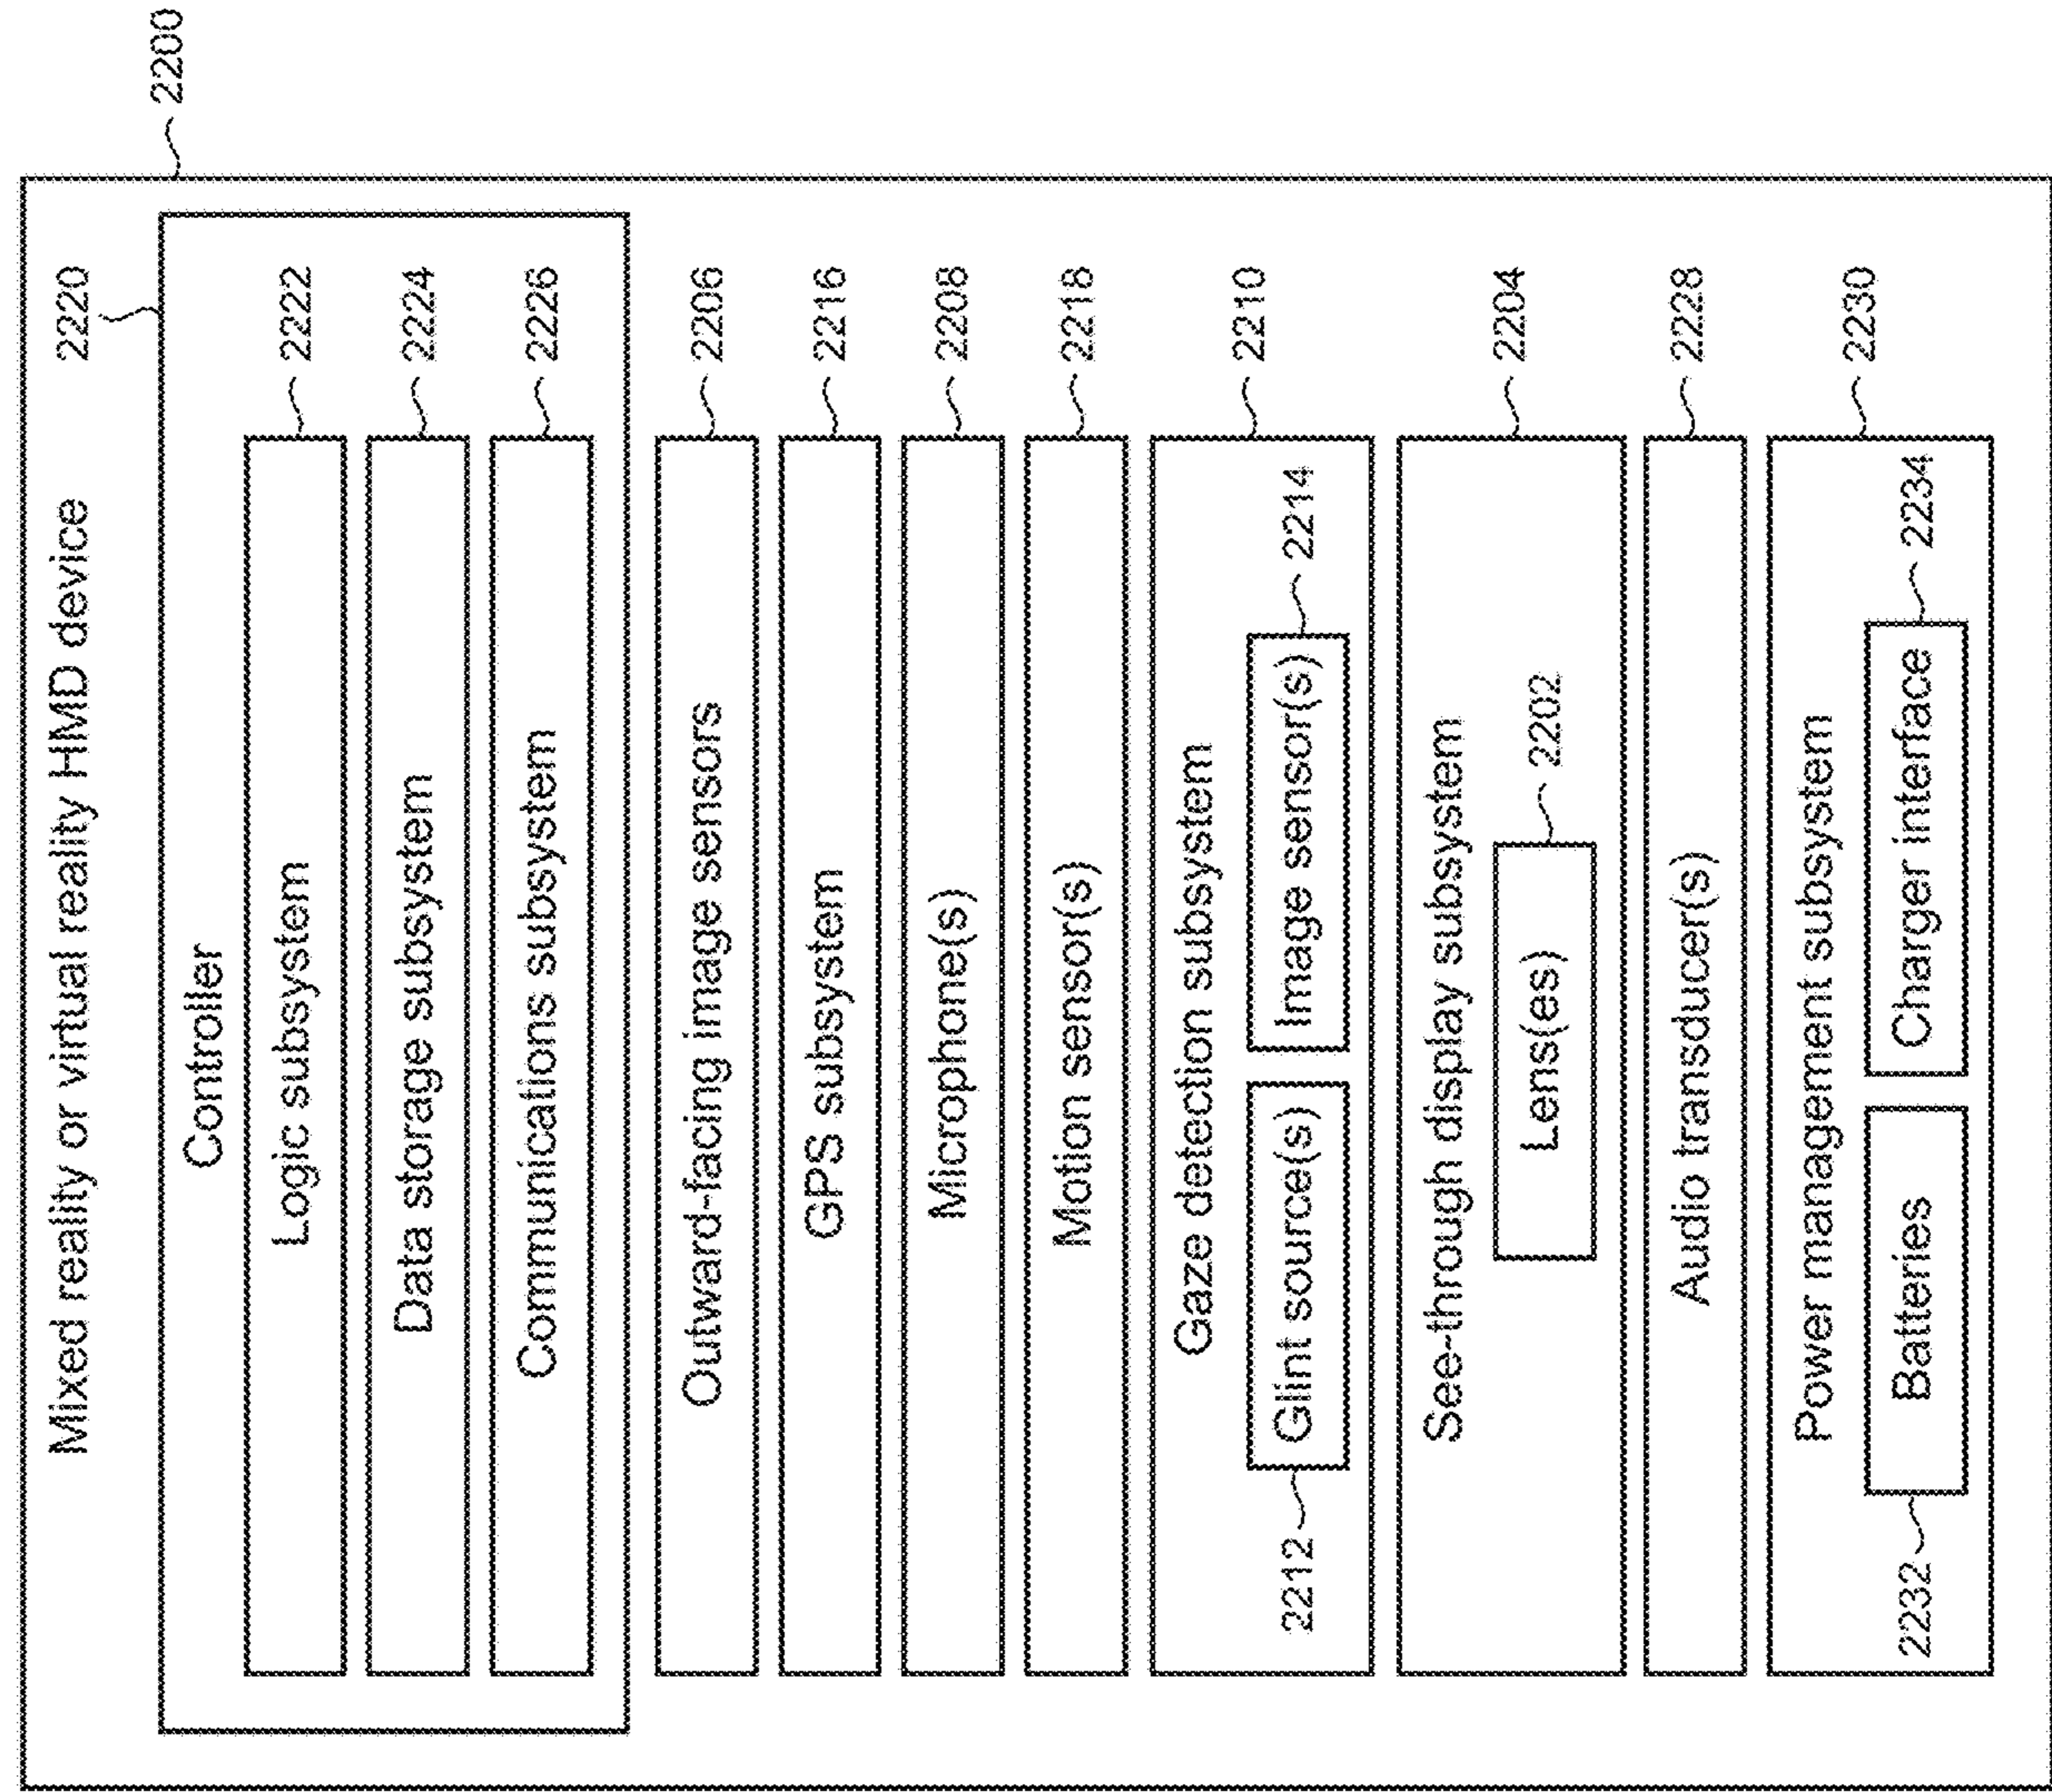 2200
Mixed reality or virtual reality HMD device 2220
Controller
Logic subsystem 2222
Data storage subsystem 2224
Communications subsystem 2226
Outward-facing image sensors 2206
GPS subsystem 2216
Microphone(s) 2208
Motion sensor(s) 2218
Gaze detection subsystem 2210
2212 Glint source(s) Image sensor(s) 2214
See-through display subsystem 2204
Lens(es) 2202
Audio transducer(s) 2228
Power management subsystem 2230
2232 Batteries Charger interface 2234